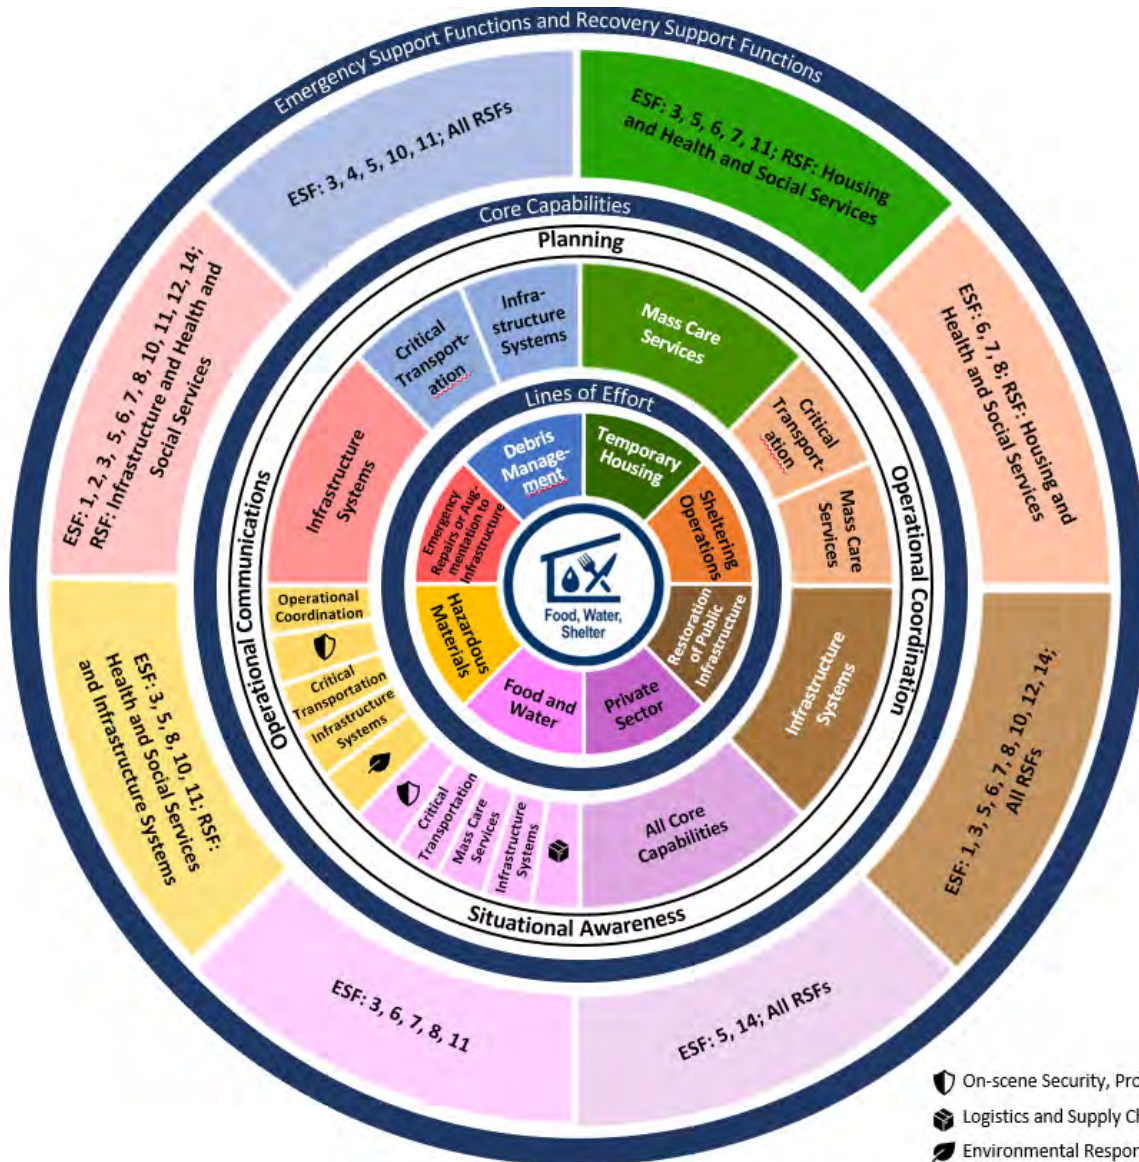 Emergency Support Functions and Recovery Support Functions
ESF: 3, 4, 5, 10, 11; All RSFs
ESF: 3, 5, 6, 7, 11; RSF: Housing
and Health and Social Services
ESF: 6, 7, 8; RSF: Housing and
Health and Social Services
ESF: 1, 3, 5, 6, 7, 8, 10, 12, 14;
All RSFs
ESF: 5, 14; All RSFs
ESF: 3, 6, 7, 8, 11
ESF: 3, 5, 8, 10, 11; RSF:
Health and Social Services
and Infrastructure Systems
ESF: 1, 2, 3, 5, 6, 7, 8, 10, 11, 12, 14;
RSF: Infrastructure and Health and
Social Services
Core Capabilities
Planning
Operational Coordination
Situational Awareness
Operational Communications
Critical
Transport-
ation
Infra-
structure
Systems
Mass Care
Services
Critical
Transport-
ation
Mass Care
Services
Infrastructure
Systems
All Core
Capabilities
Infrastructure
Systems
Mass Care
Services
Critical
Transportation
Infrastructure
Systems
Critical
Transportation
Operational
Coordination
Infrastructure
Systems
Lines of Effort
Debris
Manage-
ment
Temporary
Housing
Sheltering
Operations
Restoration
of Public
Infrastructure
Private
Sector
Food and
Water
Hazardous
Materials
Emergency
Repairs or Aug-
mentation to
Infrastructure
Food, Water,
Shelter
On-scene Security, Pro
Logistics and Supply Ch
Environmental Respon